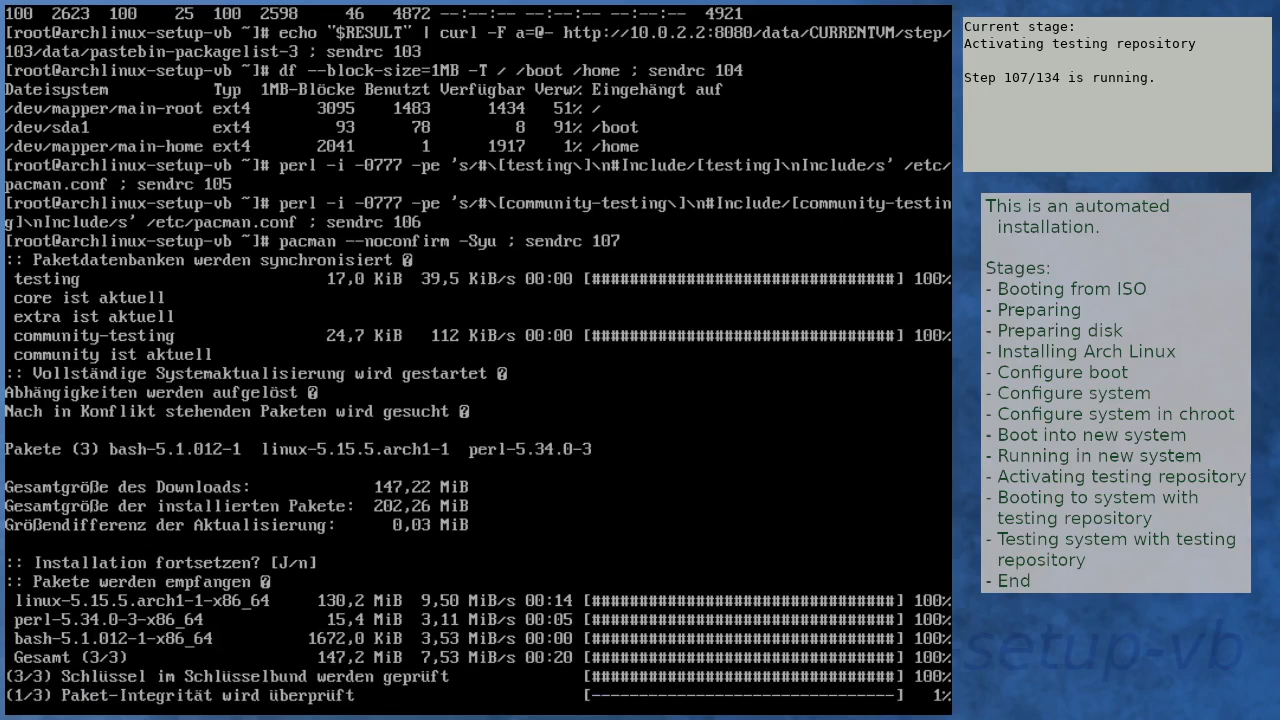 100  2623  100    25  100  2598     46   4872 --:--:-- --:--:-- --:--:--  4921
[root@archlinux-setup-vb ~]# echo "$RESULT" | curl -F a=@- http://10.0.2.2:8080/data/CURRENTVM/step/
103/data/pastebin-packagelist-3 ; sendrc 103
[root@archlinux-setup-vb ~]# df --block-size=1MB -T / /boot /home ; sendrc 104
Dateisystem           Typ  1MB-Blöcke Benutzt Verfügbar Verw% Eingehängt auf
/dev/mapper/main-root ext4       3095    1483      1434   51% /
/dev/sda1             ext4         93      78         8   91% /boot
/dev/mapper/main-home ext4       2041       1      1917    1% /home
[root@archlinux-setup-vb ~]# perl -i -0777 -pe 's/#\[testing\]\n#Include/[testing]\nInclude/s' /etc/
pacman.conf ; sendrc 105
[root@archlinux-setup-vb ~]# perl -i -0777 -pe 's/#\[community-testing\]\n#Include/[community-testin
g]\nInclude/s' /etc/pacman.conf ; sendrc 106
[root@archlinux-setup-vb ~]# pacman --noconfirm -Syu ; sendrc 107
:: Paketdatenbanken werden synchronisiert �
 testing                          17,0 KiB  39,5 KiB/s 00:00 [################################] 100%
 core ist aktuell
 extra ist aktuell
 community-testing                24,7 KiB   112 KiB/s 00:00 [################################] 100%
 community ist aktuell
:: Vollständige Systemaktualisierung wird gestartet �
Abhängigkeiten werden aufgelöst �
Nach in Konflikt stehenden Paketen wird gesucht �
Pakete (3) bash-5.1.012-1  linux-5.15.5.arch1-1  perl-5.34.0-3
Gesamtgröße des Downloads:             147,22 MiB
Gesamtgröße der installierten Pakete:  202,26 MiB
Größendifferenz der Aktualisierung:      0,03 MiB
:: Installation fortsetzen? [J/n]
:: Pakete werden empfangen �
 linux-5.15.5.arch1-1-x86_64     130,2 MiB  9,50 MiB/s 00:14 [################################] 100%
 perl-5.34.0-3-x86_64             15,4 MiB  3,11 MiB/s 00:05 [################################] 100%
 bash-5.1.012-1-x86_64          1672,0 KiB  3,53 MiB/s 00:00 [################################] 100%
 Gesamt (3/3)                    147,2 MiB  7,53 MiB/s 00:20 [################################] 100%
(3/3) Schlüssel im Schlüsselbund werden geprüft              [################################] 100%
(1/3) Paket-Integrität wird überprüft                        [--------------------------------]   1%
Current stage:
Activating testing repository
Step 107/134 is running.
This is an automated
installation.
Stages:
- Booting from ISO
- Preparing
- Preparing disk
- Installing Arch Linux
- Configure boot
- Configure system
- Configure system in chroot
- Boot into new system
- Running in new system
- Activating testing repository
- Booting to system with
testing repository
- Testing system with testing
repository
- End
setup-vb